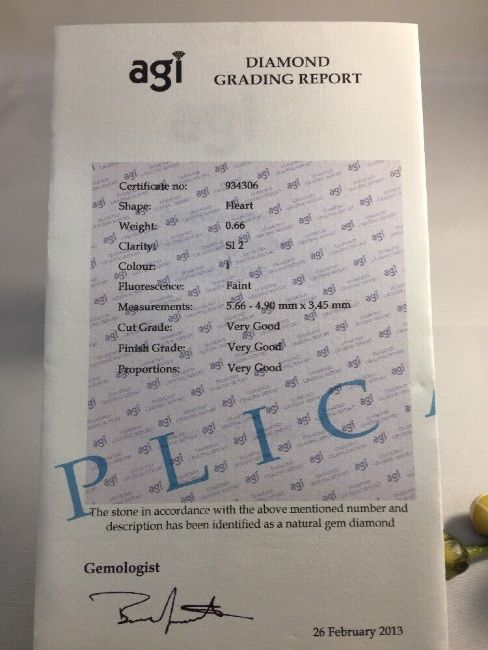 agi
DIAMOND
GRADING REPORT
Certificate no: 934306
Shape: Heart
Weight: 0.66
Clarity: SI 2
Colour: I
Fluorescence: Faint
Measurements: 5.66 - 4.90 mm x 3.45 mm
Cut Grade: Very Good
Finish Grade: Very Good
Proportions: Very Good
PLICA
The stone in accordance with the above mentioned number and
description has been identified as a natural gem diamond
Gemologist
26 February 2013